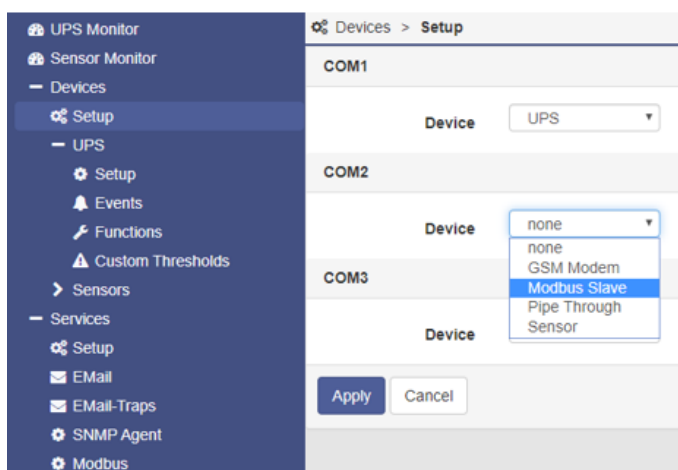 UPS Monitor
Sensor Monitor
Devices
Setup
UPS
Setup
Events
Functions
Custom Thresholds
Sensors
Services
Setup
EMail
EMail-Traps
SNMP Agent
Modbus
Devices > Setup
COM1
Device UPS
COM2
Device none
none
GSM Modem
Modbus Slave
Pipe Through
Sensor
COM3
Device
Apply Cancel